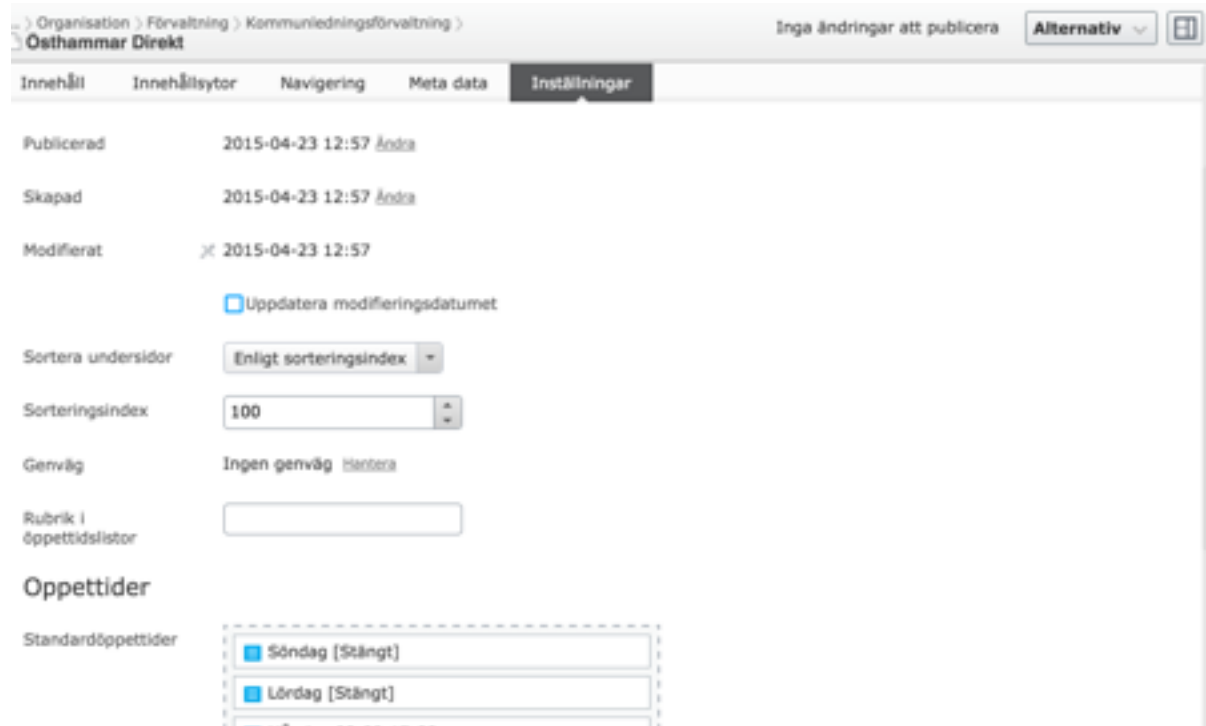 ... > Organisation > Förvaltning > Kommunledningsförvaltning >
Östhammar Direkt
Inga ändringar att publicera
Alternativ
Innehåll Innehållsytor Navigering Meta data Inställningar
Publicerad 2015-04-23 12:57 Ändra
Skapad 2015-04-23 12:57 Ändra
Modifierat 2015-04-23 12:57
Uppdatera modifieringsdatumet
Sortera undersidor Enligt sorteringsindex
Sorteringsindex 100
Genväg Ingen genväg Hantera
Rubrik i
öppettidslistor
Öppettider
Standardöppettider
Söndag [Stängt]
Lördag [Stängt]